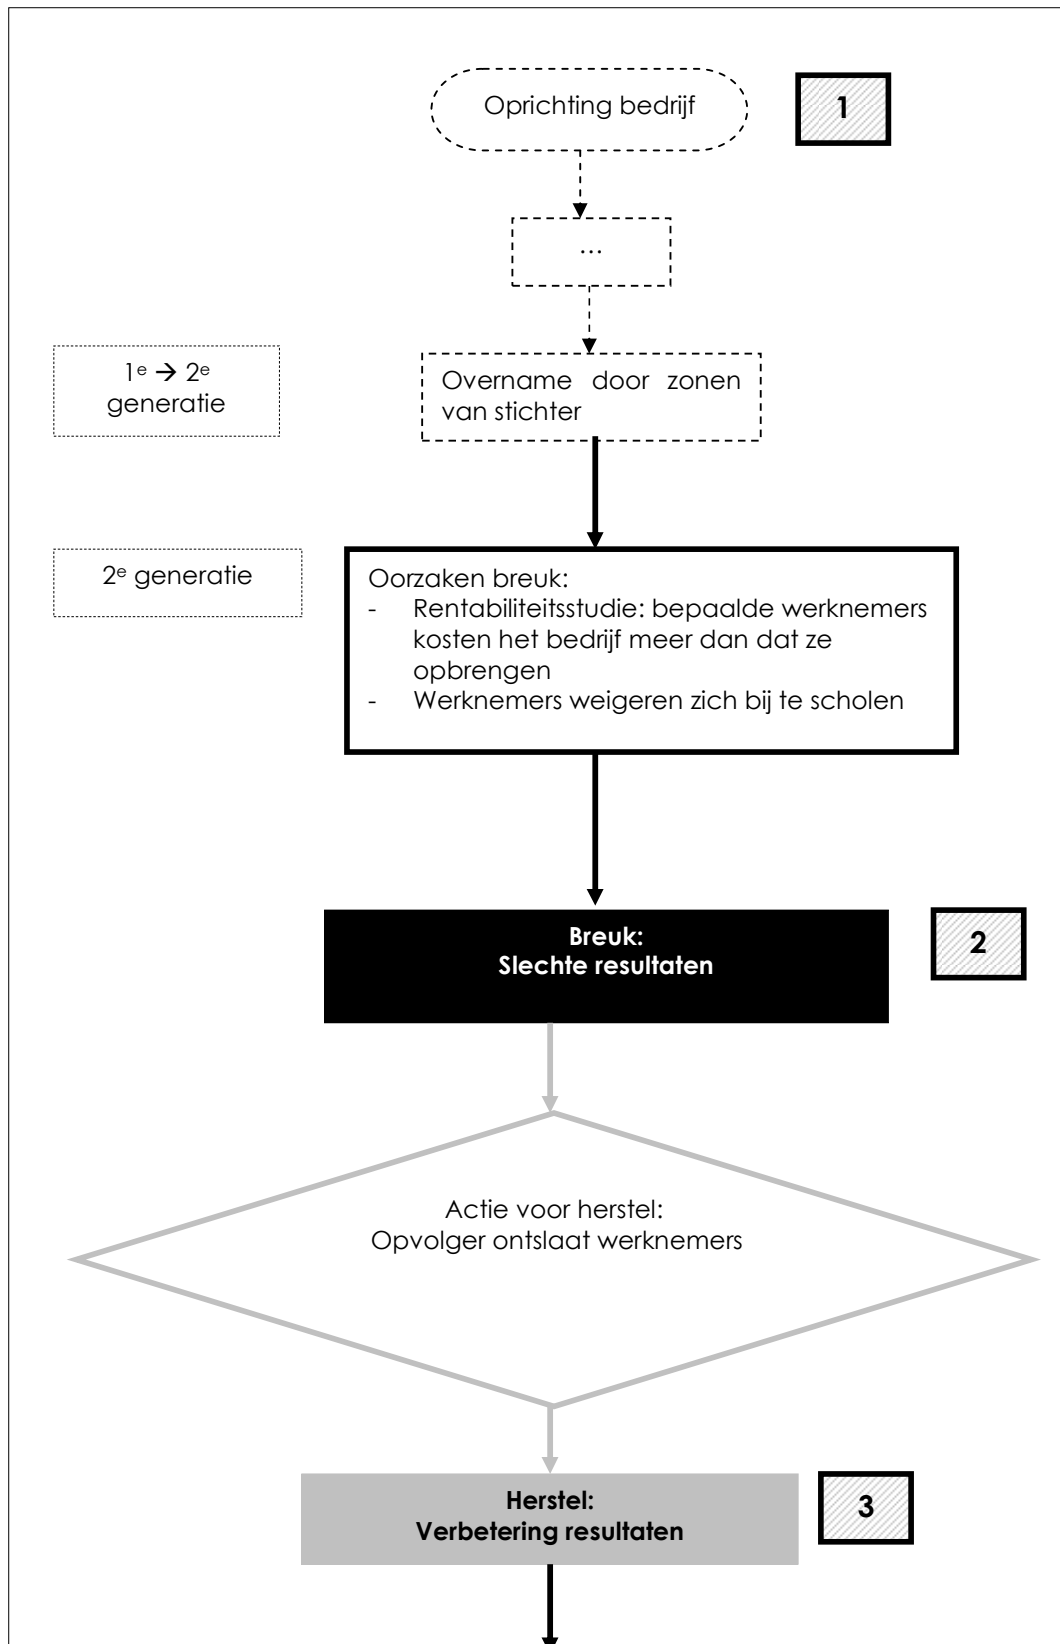 Oprichting bedrijf
1
...
1e → 2e
generatie
Overname door zonen
van stichter
2e generatie
Oorzaken breuk:
- Rentabiliteitsstudie: bepaalde werknemers
kosten het bedrijf meer dan dat ze
opbrengen
- Werknemers weigeren zich bij te scholen
Breuk:
Slechte resultaten
2
Actie voor herstel:
Opvolger ontslaat werknemers
Herstel:
Verbetering resultaten
3